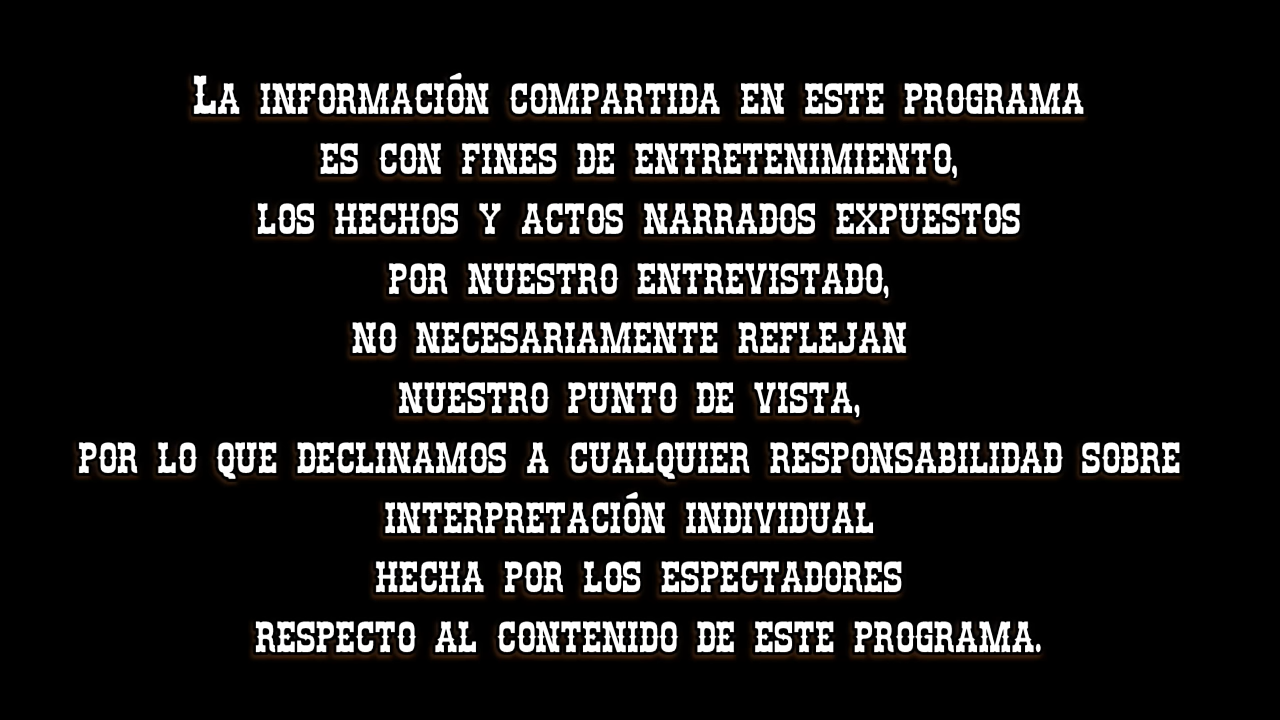 La información compartida en este programa
es con fines de entretenimiento,
los hechos y actos narrados expuestos
por nuestro entrevistado,
no necesariamente reflejan
nuestro punto de vista,
por lo que declinamos a cualquier responsabilidad sobre
interpretación individual
hecha por los espectadores
respecto al contenido de este programa.